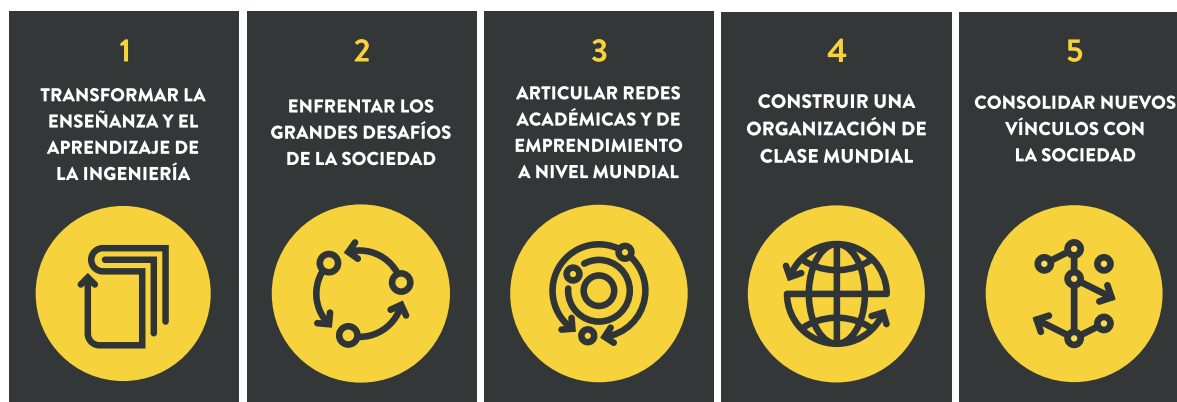 1
TRANSFORMAR LA
ENSEÑANZA Y EL
APRENDIZAJE DE
LA INGENIERÍA
2
ENFRENTAR LOS
GRANDES DESAFÍOS
DE LA SOCIEDAD
3
ARTICULAR REDES
ACADÉMICAS Y DE
EMPRENDIMIENTO
A NIVEL MUNDIAL
4
CONSTRUIR UNA
ORGANIZACIÓN DE
CLASE MUNDIAL
5
CONSOLIDAR NUEVOS
VÍNCULOS CON
LA SOCIEDAD